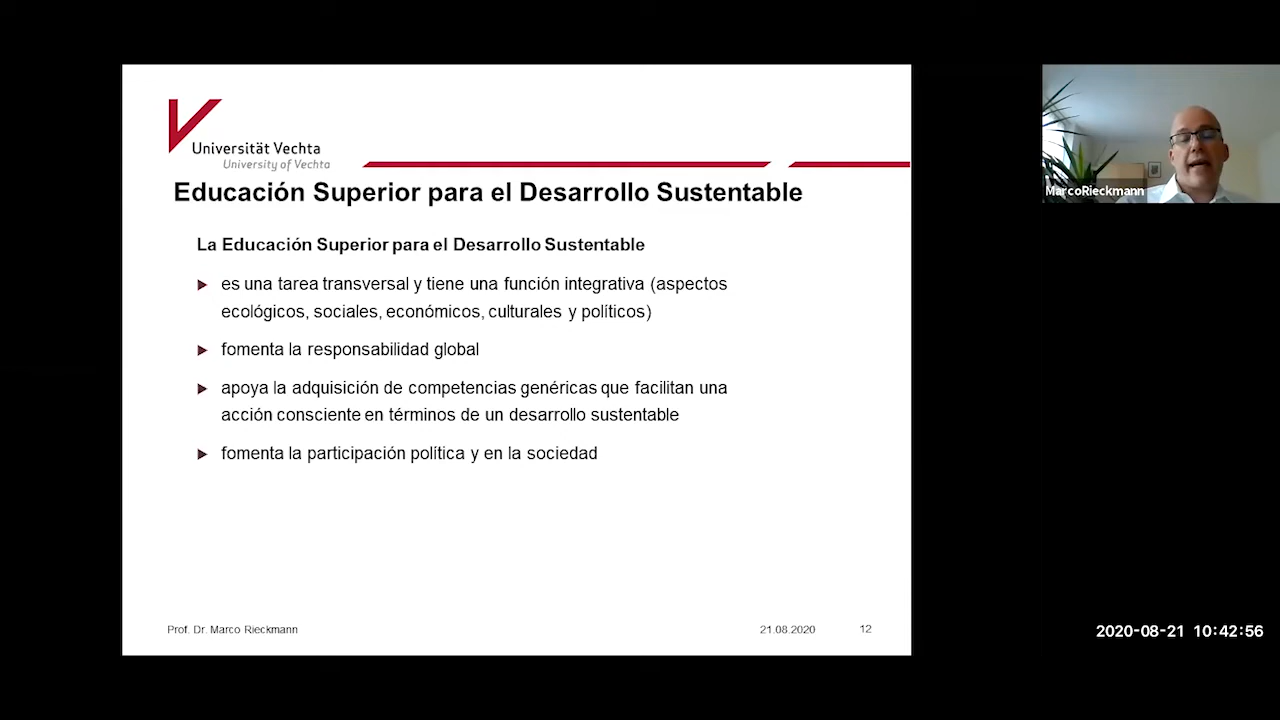 Universität Vechta
University of Vechta
Educación Superior para el Desarrollo Sustentable
La Educación Superior para el Desarrollo Sustentable
es una tarea transversal y tiene una función integrativa (aspectos
ecológicos, sociales, económicos, culturales y políticos)
fomenta la responsabilidad global
apoya la adquisición de competencias genéricas que facilitan una
acción consciente en términos de un desarrollo sustentable
fomenta la participación política y en la sociedad
Prof. Dr. Marco Rieckmann
21.08.2020
12
MarcoRieckmann
2020-08-21 10:42:56